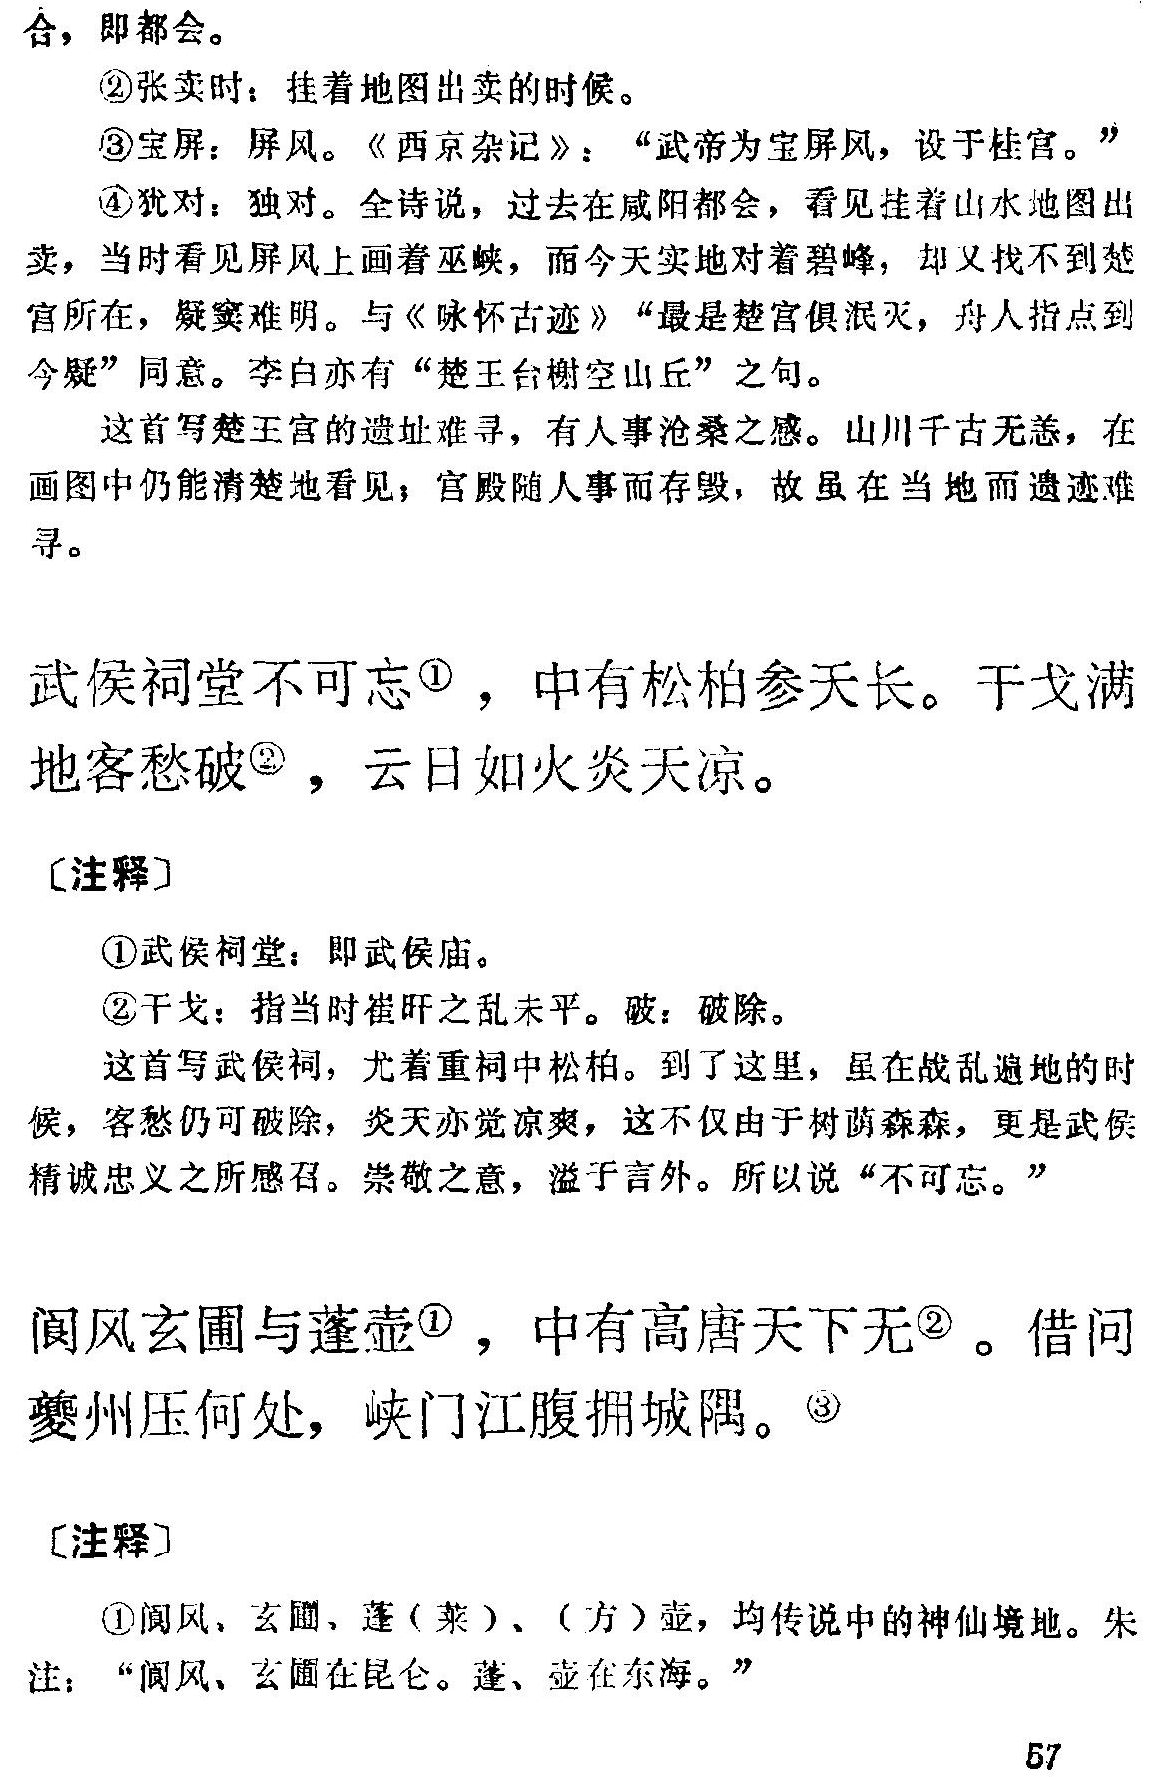 合，即都会。
②张卖时：挂着地图出卖的时候。
③宝屏：屏风。《西京杂记》：“武帝为宝屏风，设于桂宫。”
④犹对：独对。全诗说，过去在咸阳都会，看见挂着山水地图出
卖，当时看见屏风上画着巫峡，而今天实地对着碧峰，却又找不到楚
宫所在，疑窦难明。与《咏怀古迹》“最是楚宫俱泯灭，舟人指点到
今疑”同意。李白亦有“楚王台榭空山丘”之句。
这首写楚王宫的遗址难寻，有人事沧桑之感。山川千古无恙，在
画图中仍能清楚地看见；宫殿随人事而存毁，故虽在当地而遗迹难
寻。
武侯祠堂不可忘①，中有松柏参天长。干戈满
地客愁破②，云日如火炎天凉。
〔注释〕
①武侯祠堂：即武侯庙。
②干戈：指当时崔旰之乱未平。破：破除。
这首写武侯祠，尤着重祠中松柏。到了这里，虽在战乱遍地的时
候，客愁仍可破除，炎天亦觉凉爽，这不仅由于树荫森森，更是武侯
精诚忠义之所感召。崇敬之意，溢于言外。所以说“不可忘。”
阆风玄圃与蓬壶①，中有高唐天下无②。借问
夔州压何处，峡门江腹拥城隅。③
〔注释〕
①阆风、玄圃、蓬（莱）、（方）壶，均传说中的神仙境地。朱
注：“阆风、玄圃在昆仑。蓬、壶在东海。”
57